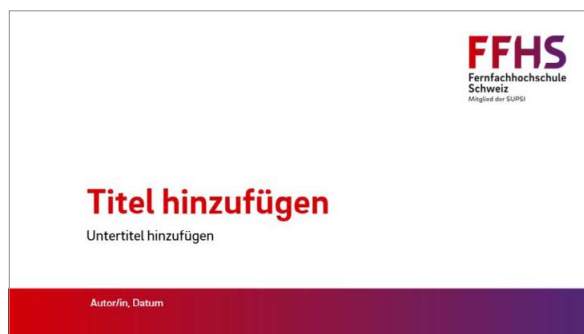 FFHS
Fernfachhochschule
Schweiz
Mitglied der SUPSI
Titel hinzufügen
Untertitel hinzufügen
Autor/in, Datum